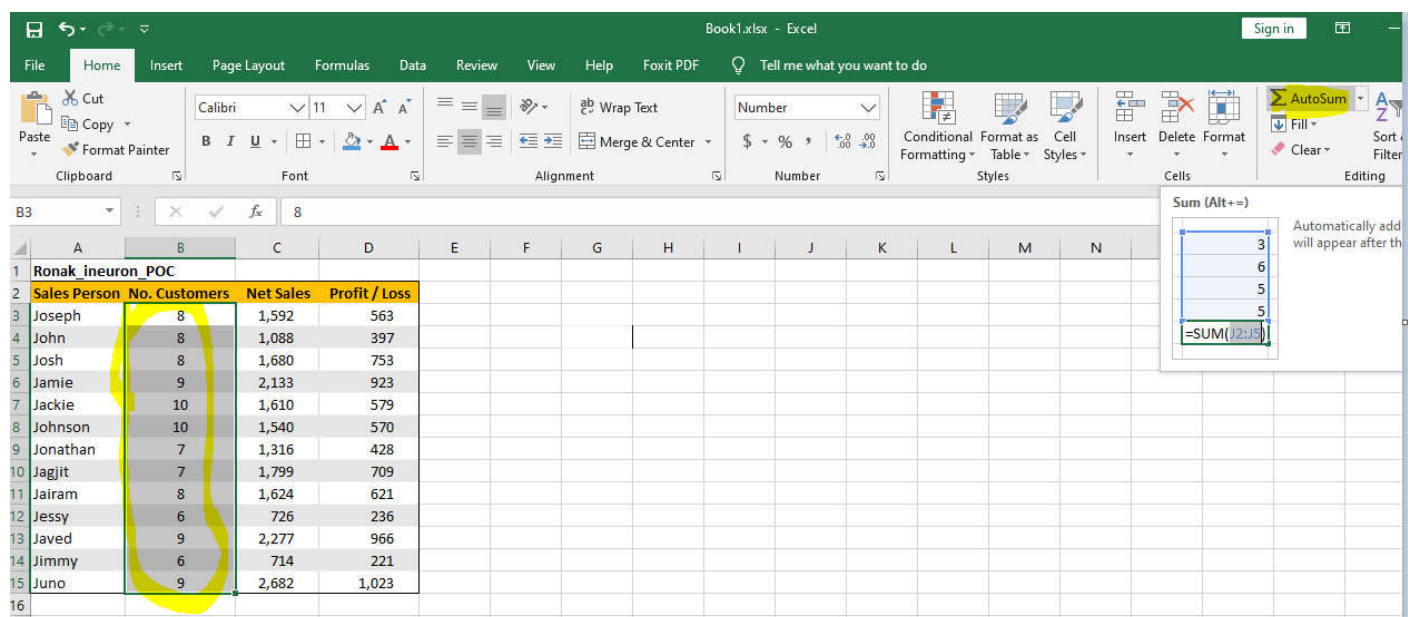 Book1.xlsx - Excel
Sign in
File Home Insert Page Layout Formulas Data Review View Help Foxit PDF Tell me what you want to do
Paste
Cut
Copy
Format Painter
Clipboard
Calibri 11 A A
B I U A
Font
ab Wrap Text
Merge & Center
Alignment
Number
$ % , .00 .00
Number
Conditional Formatting
Format as Table
Cell Styles
Styles
Insert Delete Format
Cells
AutoSum
Fill
Clear
Sort
Filter
Editing
B3 fx 8
Sum (Alt+=)
Automatically add
will appear after th
3
6
5
5
=SUM(J2:J5)
A B C D E F G H I J K L M N
1 Ronak_ineuron_POC
2 Sales Person No. Customers Net Sales Profit / Loss
3 Joseph 8 1,592 563
4 John 8 1,088 397
5 Josh 8 1,680 753
6 Jamie 9 2,133 923
7 Jackie 10 1,610 579
8 Johnson 10 1,540 570
9 Jonathan 7 1,316 428
10 Jagjit 7 1,799 709
11 Jairam 8 1,624 621
12 Jessy 6 726 236
13 Javed 9 2,277 966
14 Jimmy 6 714 221
15 Juno 9 2,682 1,023
16